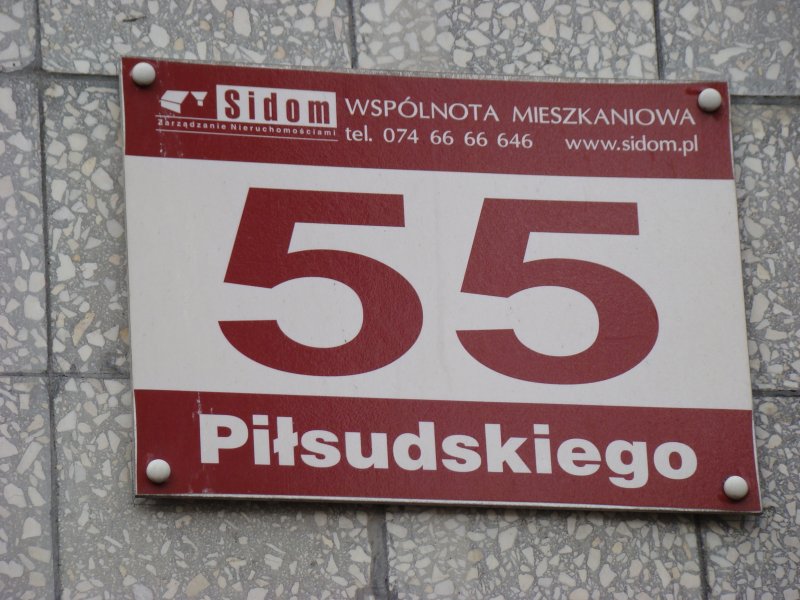 Sidom
Zarządzanie Nieruchomościami
WSPÓLNOTA MIESZKANIOWA
tel. 074 66 66 646 www.sidom.pl
55
Piłsudskiego